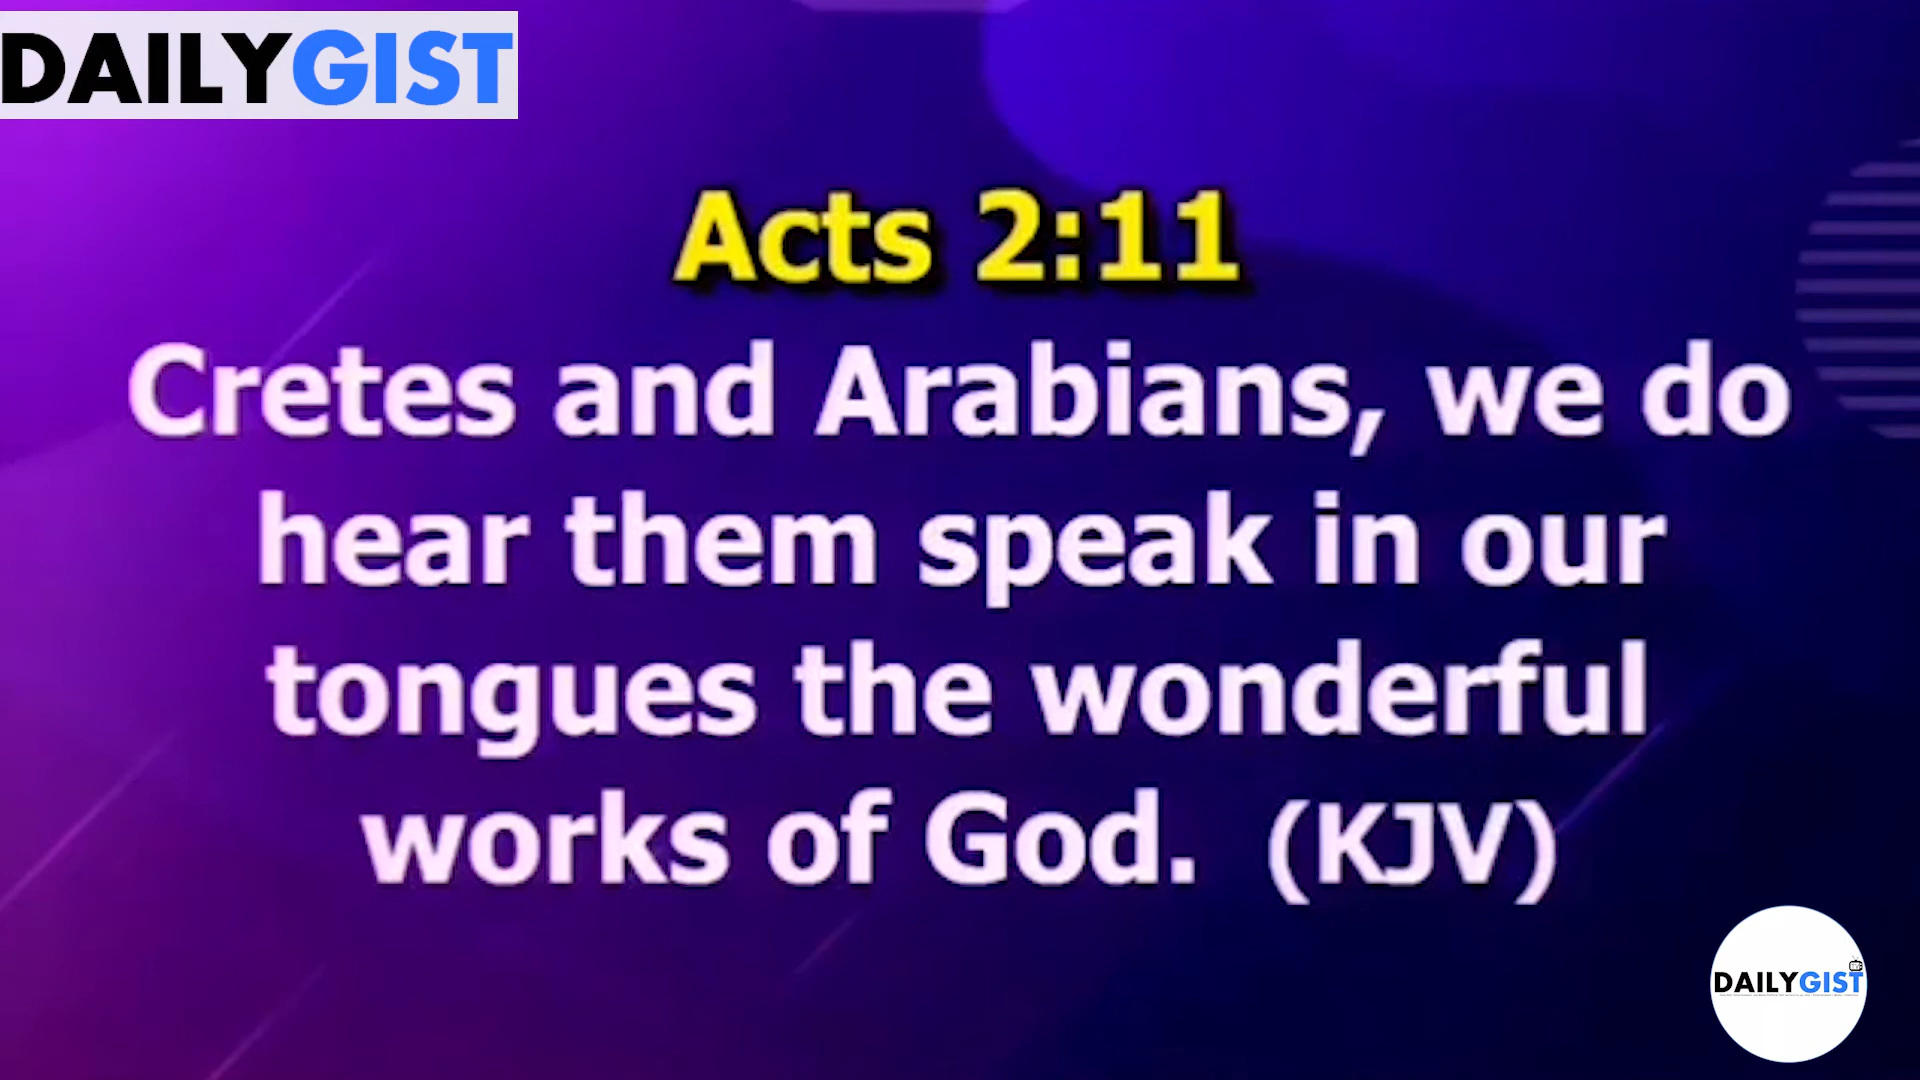 DAILYGIST
Acts 2:11
Cretes and Arabians, we do
hear them speak in our
tongues the wonderful
works of God. (KJV)
DAILYGIST